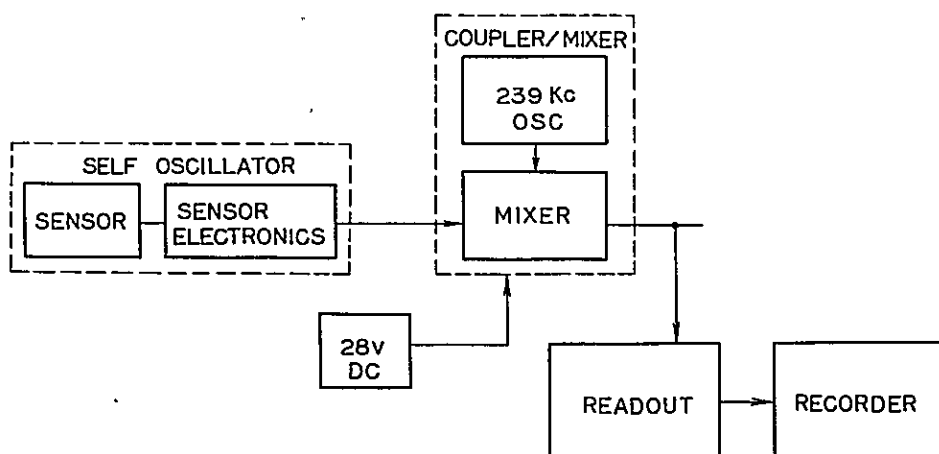 COUPLER/MIXER
239 Kc
OSC
SELF OSCILLATOR
SENSOR
SENSOR
ELECTRONICS
MIXER
28V
DC
READOUT
RECORDER